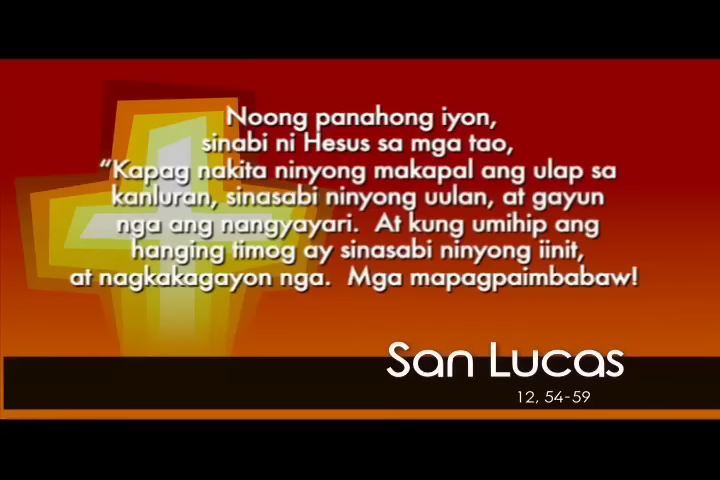 Noong panahong iyon,
sinabi ni Hesus sa mga tao,
“Kapag nakita ninyong makapal ang ulap sa
kanluran, sinasabi ninyong uulan, at gayun
nga ang nangyayari. At kung umihip ang
hanging timog ay sinasabi ninyong iinit,
at nagkakagayon nga. Mga mapagpaimbabaw!
San Lucas
12, 54-59